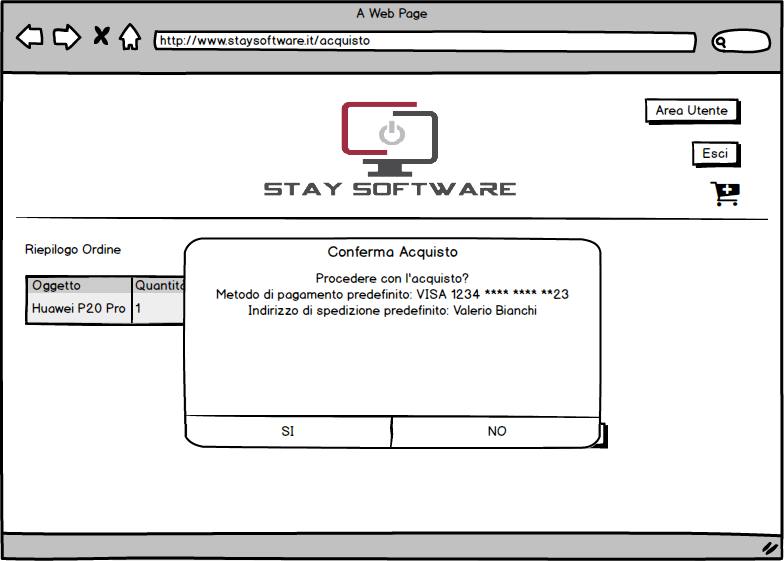 A Web Page
http://www.staysoftware.it/acquisto
Area Utente
Esci
STAY SOFTWARE
Riepilogo Ordine
Oggetto Quantità
Huawei P20 Pro 1
Conferma Acquisto
Procedere con l'acquisto?
Metodo di pagamento predefinito: VISA 1234 **** **** **23
Indirizzo di spedizione predefinito: Valerio Bianchi
SI NO